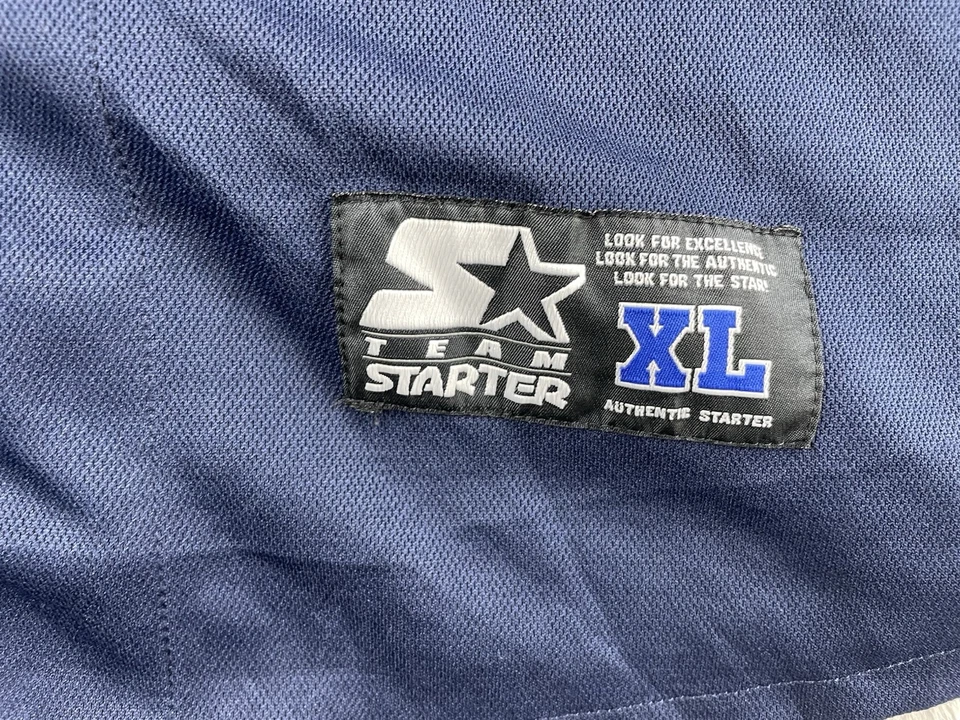 TEAM
STARTER
LOOK FOR EXCELLENCE
LOOK FOR THE AUTHENTIC
LOOK FOR THE STAR!
XL
AUTHENTIC STARTER